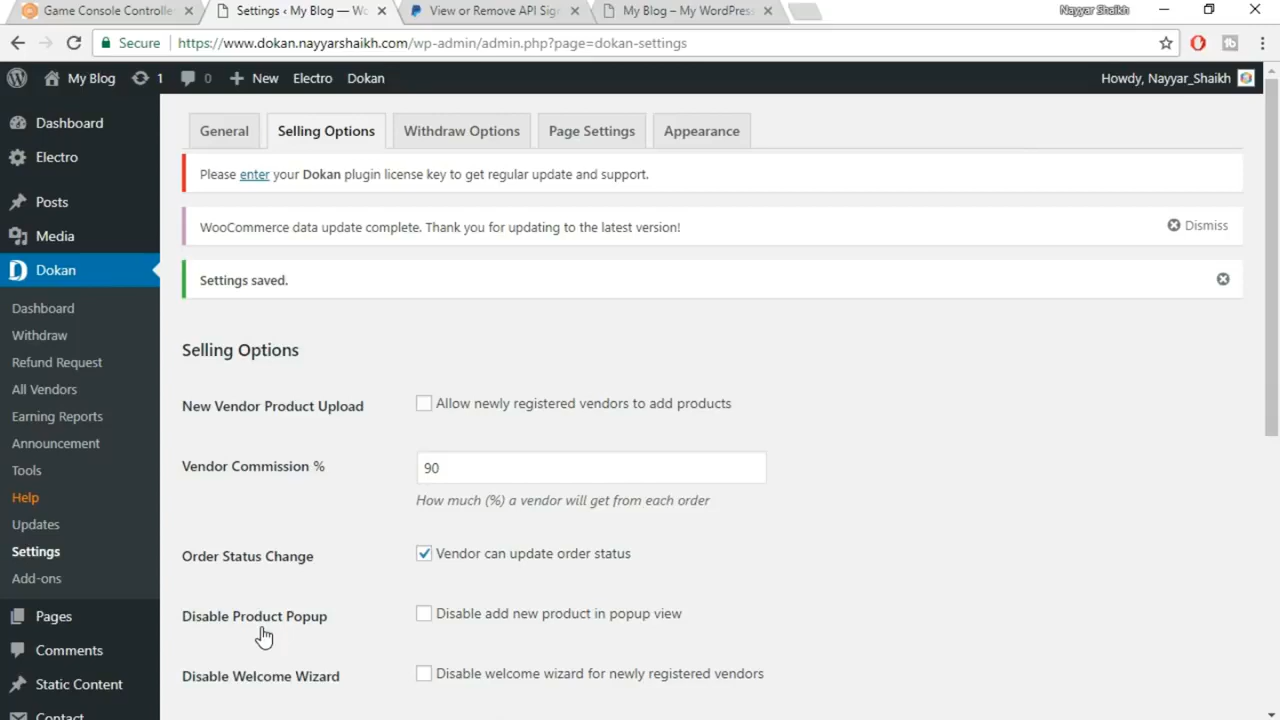 Game Console Controlle
Settings ‹ My Blog — Wo
View or Remove API Sig
My Blog – My WordPres
Nayyar Shaikh
Secure
https://www.dokan.nayyarshaikh.com/wp-admin/admin.php?page=dokan-settings
My Blog
1
0
New
Electro
Dokan
Howdy, Nayyar_Shaikh
Dashboard
Electro
Posts
Media
Dokan
Dashboard
Withdraw
Refund Request
All Vendors
Earning Reports
Announcement
Tools
Help
Updates
Settings
Add-ons
Pages
Comments
Static Content
Contact
General
Selling Options
Withdraw Options
Page Settings
Appearance
Please enter your Dokan plugin license key to get regular update and support.
WooCommerce data update complete. Thank you for updating to the latest version!
Dismiss
Settings saved.
Selling Options
New Vendor Product Upload
Allow newly registered vendors to add products
Vendor Commission %
90
How much (%) a vendor will get from each order
Order Status Change
Vendor can update order status
Disable Product Popup
Disable add new product in popup view
Disable Welcome Wizard
Disable welcome wizard for newly registered vendors